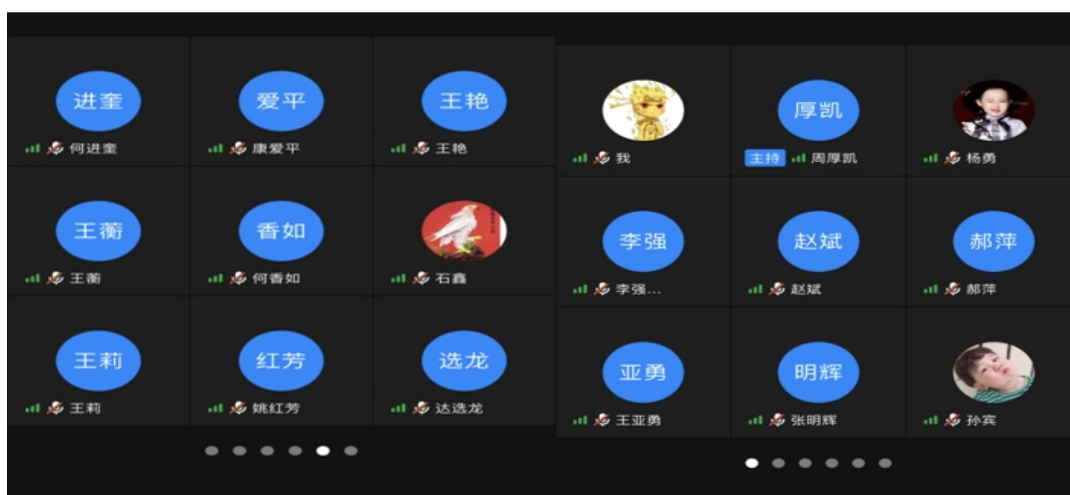 进奎
爱平
王艳
何进奎
康爱平
王艳
王蘅
香如
王蘅
何香如
石鑫
王莉
红芳
选龙
王莉
姚红芳
达选龙
厚凯
我
主持 周厚凯
杨勇
李强
赵斌
郝萍
李强...
赵斌
郝萍
亚勇
明辉
王亚勇
张明辉
孙宾